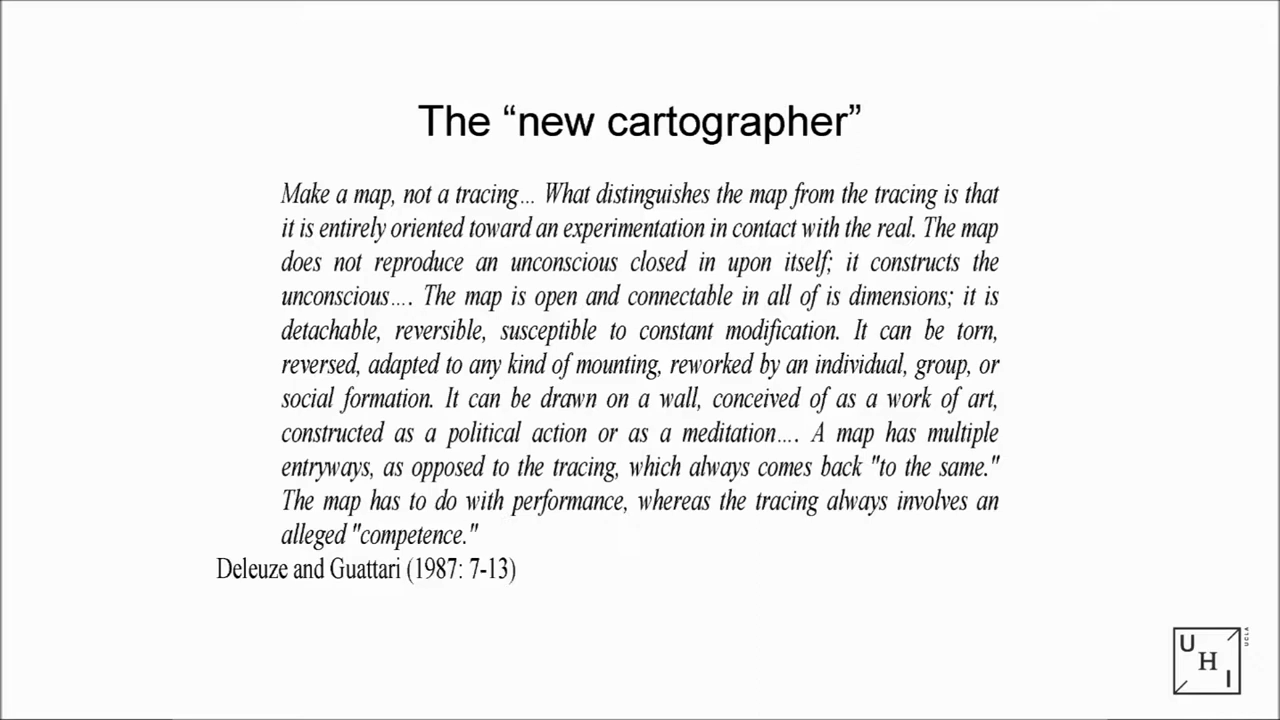 The “new cartographer”
Make a map, not a tracing… What distinguishes the map from the tracing is that
it is entirely oriented toward an experimentation in contact with the real. The map
does not reproduce an unconscious closed in upon itself; it constructs the
unconscious…. The map is open and connectable in all of is dimensions; it is
detachable, reversible, susceptible to constant modification. It can be torn,
reversed, adapted to any kind of mounting, reworked by an individual, group, or
social formation. It can be drawn on a wall, conceived of as a work of art,
constructed as a political action or as a meditation…. A map has multiple
entryways, as opposed to the tracing, which always comes back "to the same."
The map has to do with performance, whereas the tracing always involves an
alleged "competence."
Deleuze and Guattari (1987: 7-13)
U
H
I
UCLA